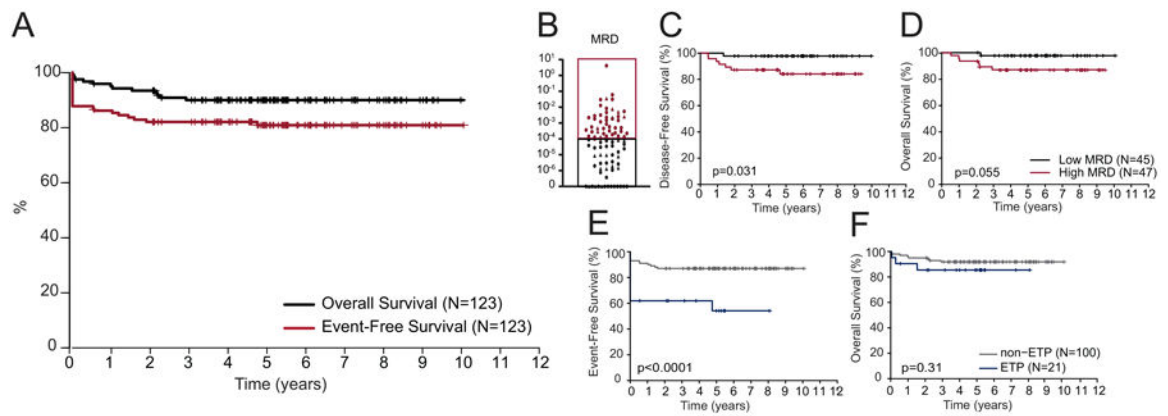 A
%
100
80
60
40
20
0
Overall Survival (N=123)
Event-Free Survival (N=123)
0 1 2 3 4 5 6 7 8 9 10 11 12
Time (years)
B
MRD
10¹
10⁰
10⁻¹
10⁻²
10⁻³
10⁻⁴
10⁻⁵
10⁻⁶
0
C
Disease-Free Survival (%)
100
80
60
40
20
0
p=0.031
0 1 2 3 4 5 6 7 8 9 10 11 12
Time (years)
D
Overall Survival (%)
100
80
60
40
20
0
Low MRD (N=45)
High MRD (N=47)
p=0.055
0 1 2 3 4 5 6 7 8 9 10 11 12
Time (years)
E
Event-Free Survival (%)
100
80
60
40
20
0
p<0.0001
0 1 2 3 4 5 6 7 8 9 10 11 12
Time (years)
F
Overall Survival (%)
100
80
60
40
20
0
non-ETP (N=100)
ETP (N=21)
p=0.31
0 1 2 3 4 5 6 7 8 9 10 11 12
Time (years)